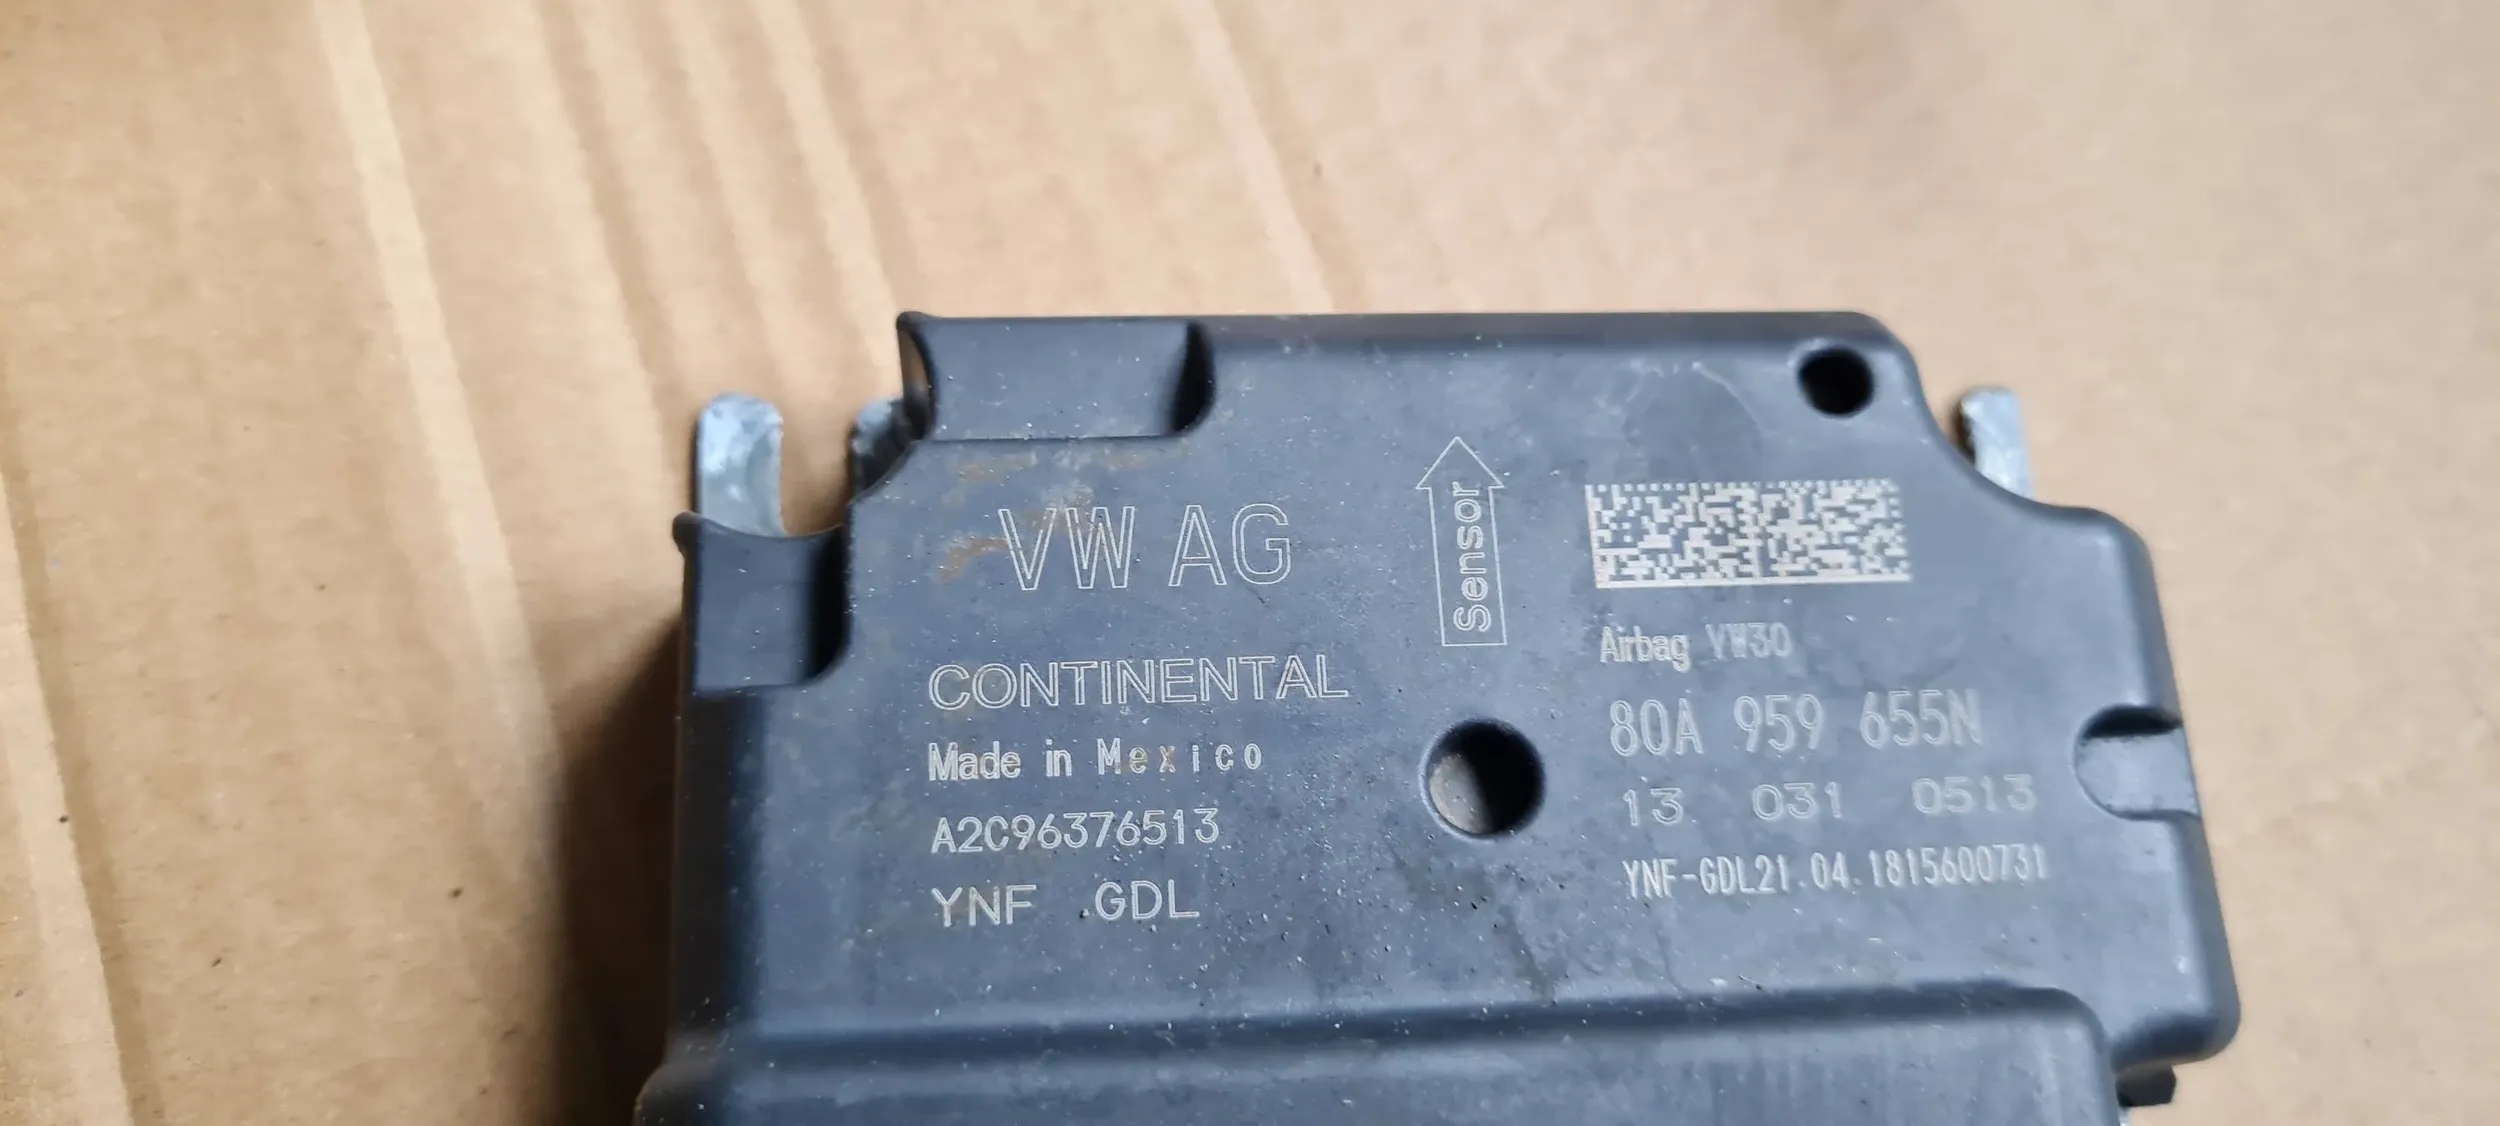 VW AG
CONTINENTAL
Made in Mexico
A2C96376513
YNF GDL
Sensor
Airbag VW30
80A 959 655N
13 031 0513
YNF-GDL21.04.1815600731